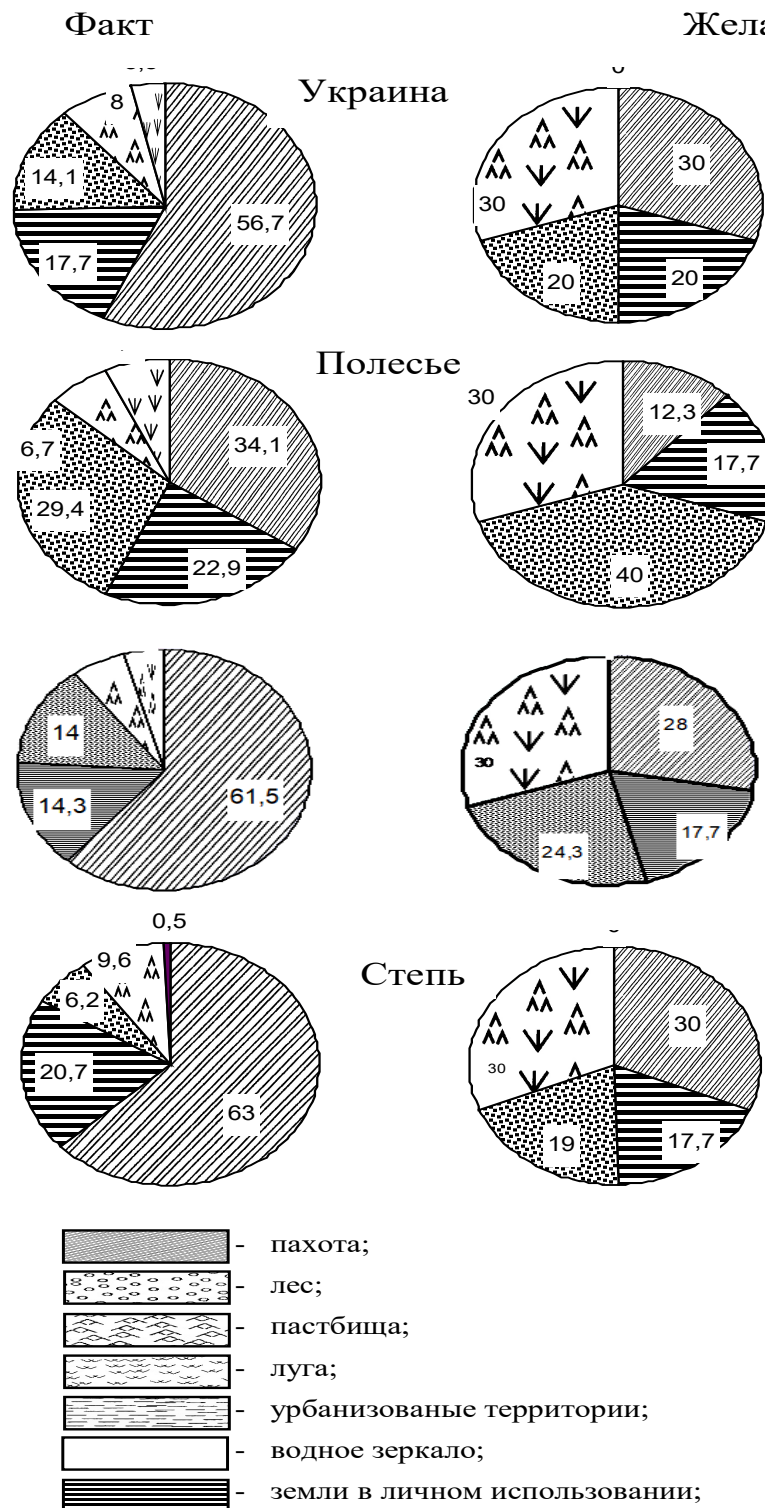 Факт
Украина
8
14,1
17,7
56,7
30
30
20
20
Полесье
6,7
29,4
22,9
34,1
30
12,3
17,7
40
14
14,3
61,5
30
28
24,3
17,7
Степь
0,5
9,6
6,2
20,7
63
30
30
19
17,7
- пахота;
- лес;
- пастбища;
- луга;
- урбанизованые территории;
- водное зеркало;
- земли в личном использовании;